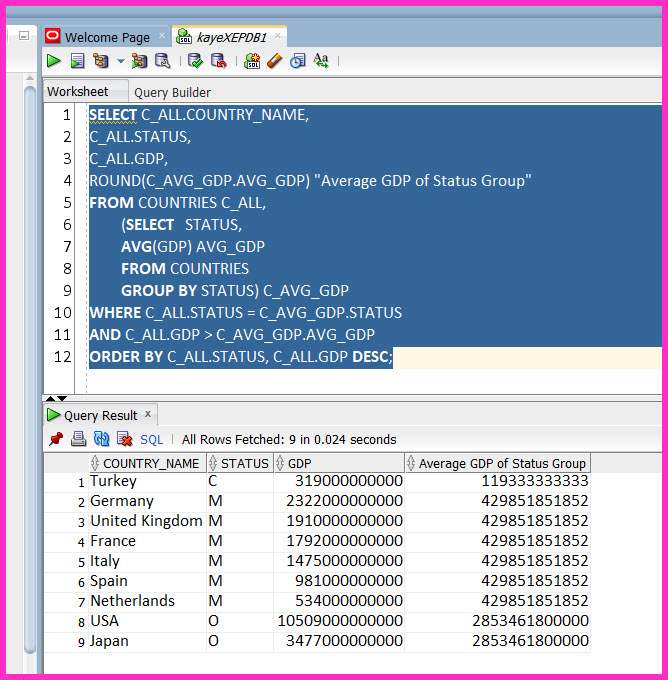 Welcome Page
kayeXEPDB1
Worksheet Query Builder
1 SELECT C_ALL.COUNTRY_NAME,
2 C_ALL.STATUS,
3 C_ALL.GDP,
4 ROUND(C_AVG_GDP.AVG_GDP) "Average GDP of Status Group"
5 FROM COUNTRIES C_ALL,
6 (SELECT STATUS,
7 AVG(GDP) AVG_GDP
8 FROM COUNTRIES
9 GROUP BY STATUS) C_AVG_GDP
10 WHERE C_ALL.STATUS = C_AVG_GDP.STATUS
11 AND C_ALL.GDP > C_AVG_GDP.AVG_GDP
12 ORDER BY C_ALL.STATUS, C_ALL.GDP DESC;
Query Result x
SQL | All Rows Fetched: 9 in 0.024 seconds
COUNTRY_NAME STATUS GDP Average GDP of Status Group
1 Turkey C 319000000000 119333333333
2 Germany M 2322000000000 429851851852
3 United Kingdom M 1910000000000 429851851852
4 France M 1792000000000 429851851852
5 Italy M 1475000000000 429851851852
6 Spain M 981000000000 429851851852
7 Netherlands M 534000000000 429851851852
8 USA O 10509000000000 2853461800000
9 Japan O 3477000000000 2853461800000